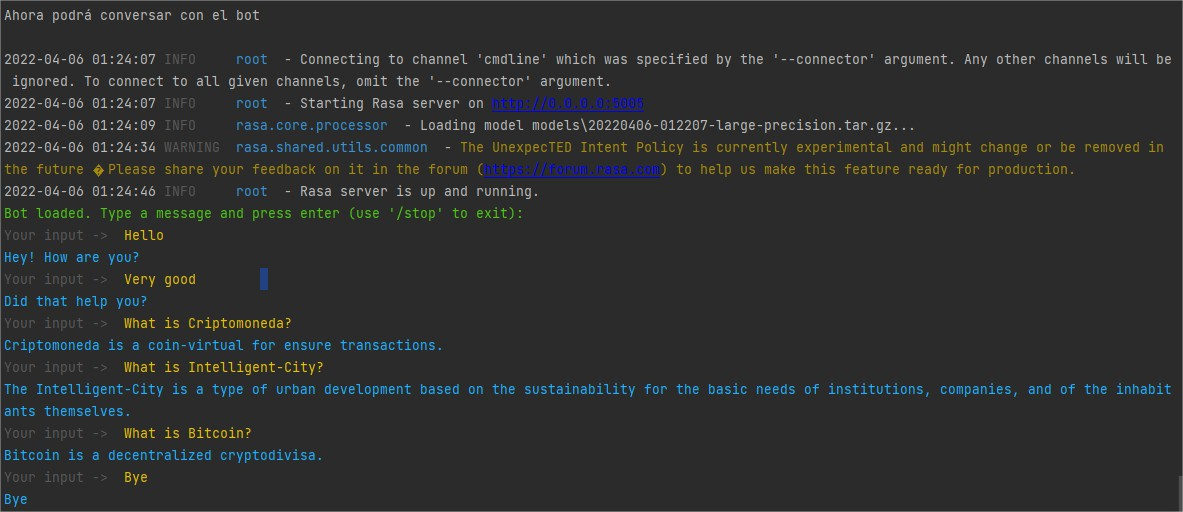 Ahora podrá conversar con el bot
2022-04-06 01:24:07 INFO     root  - Connecting to channel 'cmdline' which was specified by the '--connector' argument. Any other channels will be
 ignored. To connect to all given channels, omit the '--connector' argument.
2022-04-06 01:24:07 INFO     root  - Starting Rasa server on http://0.0.0.0:5005
2022-04-06 01:24:09 INFO     rasa.core.processor  - Loading model models\20220406-012207-large-precision.tar.gz...
2022-04-06 01:24:34 WARNING  rasa.shared.utils.common  - The UnexpecTED Intent Policy is currently experimental and might change or be removed in
the future �Please share your feedback on it in the forum (https://forum.rasa.com) to help us make this feature ready for production.
2022-04-06 01:24:46 INFO     root  - Rasa server is up and running.
Bot loaded. Type a message and press enter (use '/stop' to exit):
Your input ->  Hello
Hey! How are you?
Your input ->  Very good
Did that help you?
Your input ->  What is Criptomoneda?
Criptomoneda is a coin-virtual for ensure transactions.
Your input ->  What is Intelligent-City?
The Intelligent-City is a type of urban development based on the sustainability for the basic needs of institutions, companies, and of the inhabit
ants themselves.
Your input ->  What is Bitcoin?
Bitcoin is a decentralized cryptodivisa.
Your input ->  Bye
Bye